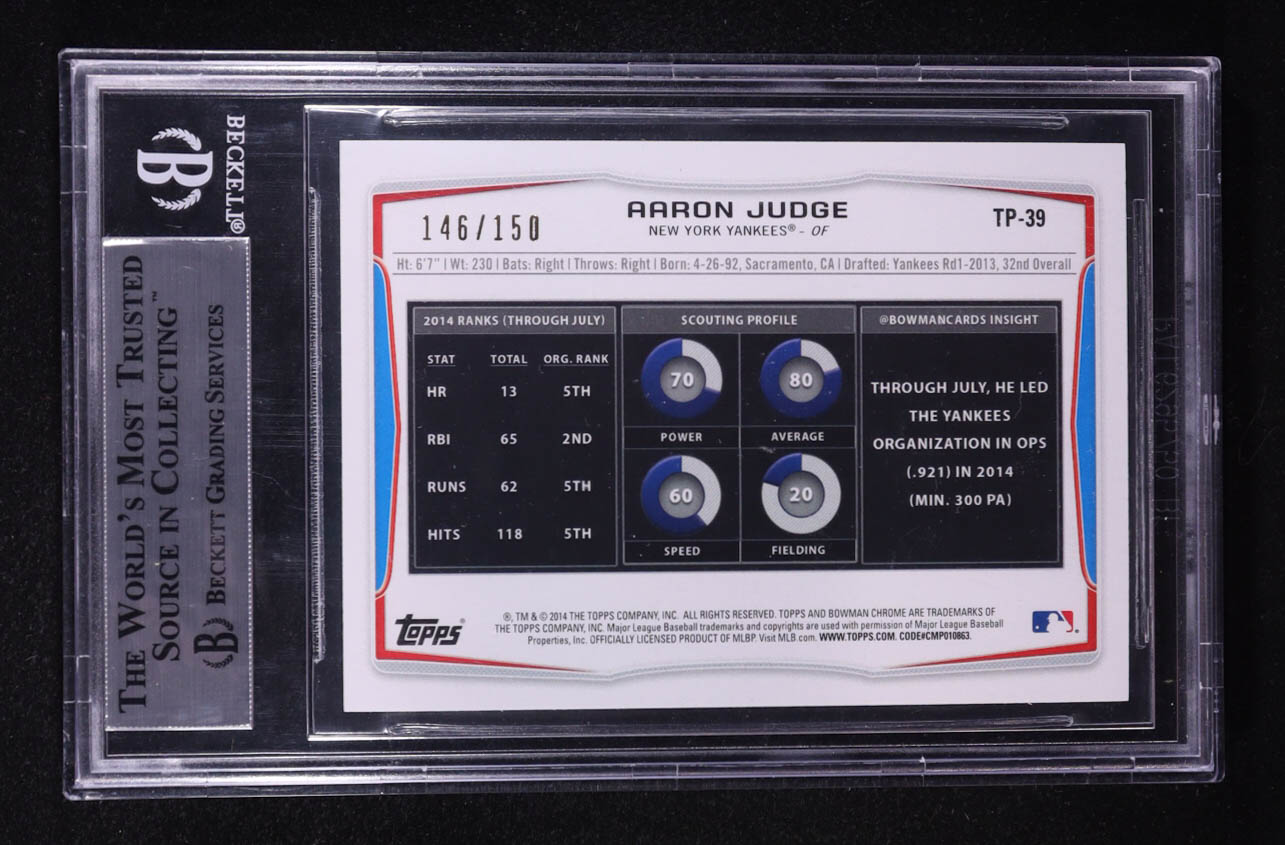 BECKETT®
B
THE WORLD'S MOST TRUSTED
SOURCE IN COLLECTING™
B BECKETT GRADING SERVICES
146/150
AARON JUDGE
NEW YORK YANKEES® - OF
TP-39
Ht: 6'7" | Wt: 230 | Bats: Right | Throws: Right | Born: 4-26-92, Sacramento, CA | Drafted: Yankees Rd1-2013, 32nd Overall
2014 RANKS (THROUGH JULY)
STAT TOTAL ORG. RANK
HR 13 5TH
RBI 65 2ND
RUNS 62 5TH
HITS 118 5TH
SCOUTING PROFILE
70 80
POWER AVERAGE
60 20
SPEED FIELDING
@BOWMANCARDS INSIGHT
THROUGH JULY, HE LED
THE YANKEES
ORGANIZATION IN OPS
(.921) IN 2014
(MIN. 300 PA)
Topps®
®, TM & © 2014 THE TOPPS COMPANY, INC. ALL RIGHTS RESERVED. TOPPS AND BOWMAN CHROME ARE TRADEMARKS OF
THE TOPPS COMPANY, INC. Major League Baseball trademarks and copyrights are used with permission of Major League Baseball
Properties, Inc. OFFICIALLY LICENSED PRODUCT OF MLBP. Visit MLB.com. WWW.TOPPS.COM. CODE#CMP010863.